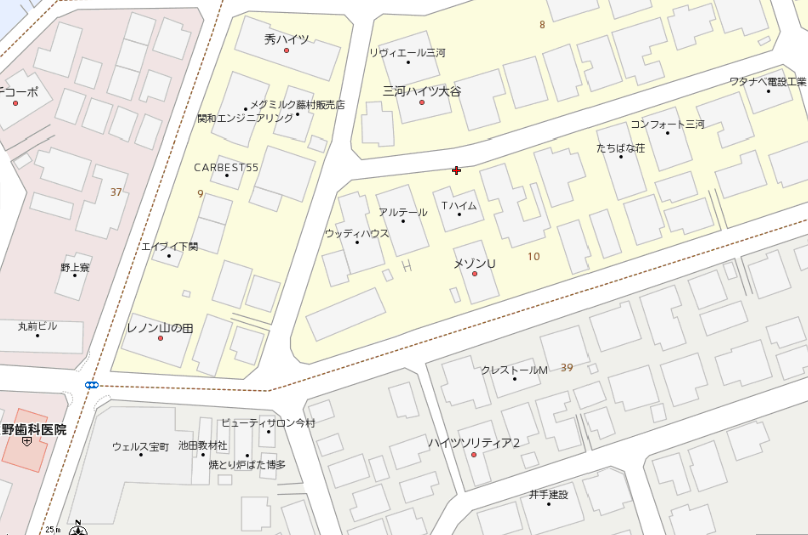 8
秀ハイツ
リヴィエール三河
ワタナベ電設工業
チコーポ
三河ハイツ大谷
メグミルク藤村販売店
関和エンジニアリング
コンフォート三河
たちばな荘
CARBEST55
37
9
Tハイム
アルテール
ウッディハウス
エイブイ下関
10
メゾンU
野上寮
丸前ビル
レノン山の田
クレストールM
39
野歯科医院
ビューティサロン今村
ウェルス宝町
池田教材社
焼とり炉ばた博多
ハイツソリティア2
井手建設
25m
N